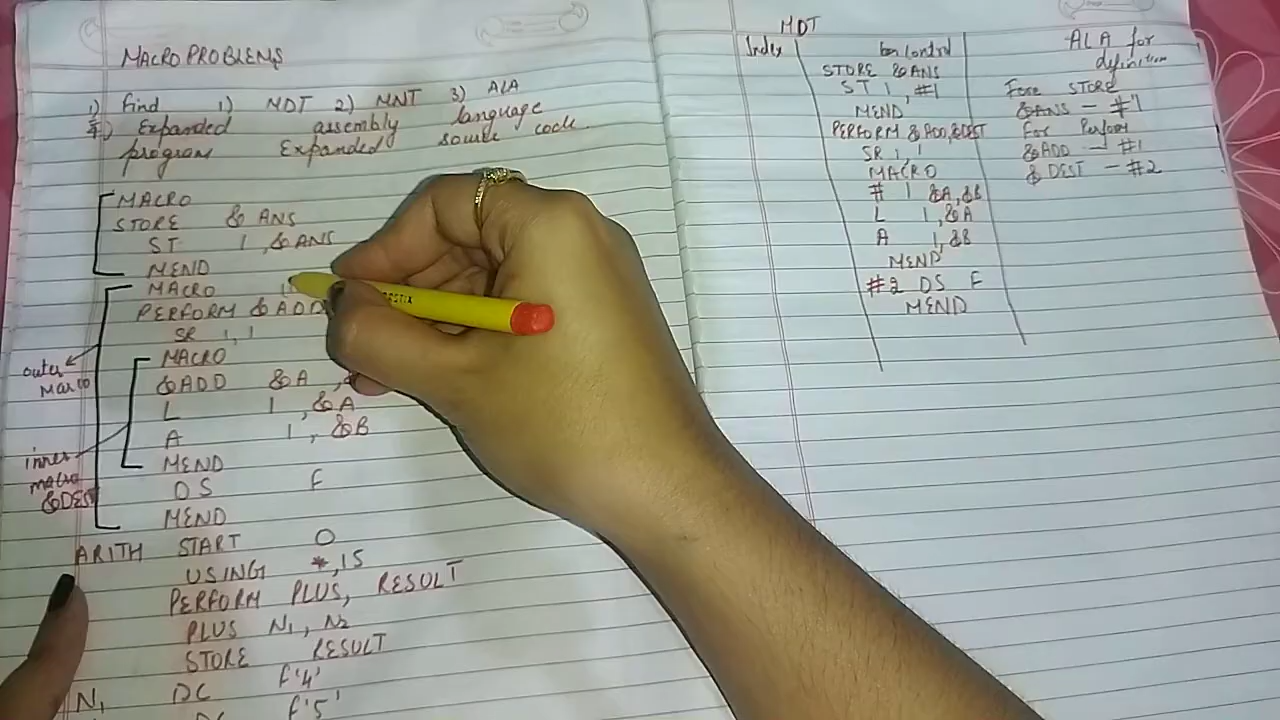 MACRO PROBLEMS
1) Find 1) MDT 2) MNT 3) ALA
4) Expanded assembly language
program Expanded source code.
MACRO
STORE &ANS
ST 1, &ANS
MEND
MACRO
PERFORM &ADD
SR 1, 1
MACRO
&ADD &A,
L 1, &A
A 1, &B
MEND
&DEST DS F
MEND
outer
inner
macro
ARITH START 0
USING *,15
PERFORM PLUS, RESULT
PLUS N1, N2
STORE RESULT
N1 DC F'4'
DC F'5'
MDT
Index
STORE &ANS
ST 1, #1
MEND
PERFORM &ADD,&DEST
SR 1, 1
MACRO
# 1 &A,&B
L 1,&A
A 1,&B
MEND
#2 DS F
MEND
ALA for
definition
STORE
&ANS - #1
For Perform
&ADD - #1
&DEST - #2